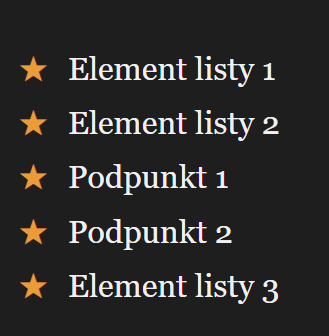 Element listy 1
Element listy 2
Podpunkt 1
Podpunkt 2
Element listy 3